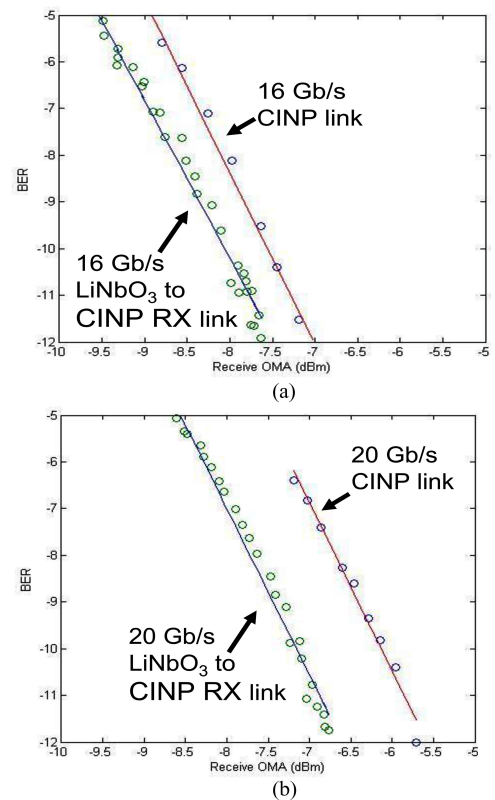 -5
-6
-7
-8
-9
-10
-11
-12
BER
16 Gb/s
CINP link
16 Gb/s
LiNbO3 to
CINP RX link
-10 -9.5 -9 -8.5 -8 -7.5 -7 -6.5 -6 -5.5 -5
Receive OMA (dBm)
(a)
-5
-6
-7
-8
-9
-10
-11
-12
BER
20 Gb/s
CINP link
20 Gb/s
LiNbO3 to
CINP RX link
-10 -9.5 -9 -8.5 -8 -7.5 -7 -6.5 -6 -5.5 -5
Receive OMA (dBm)
(b)